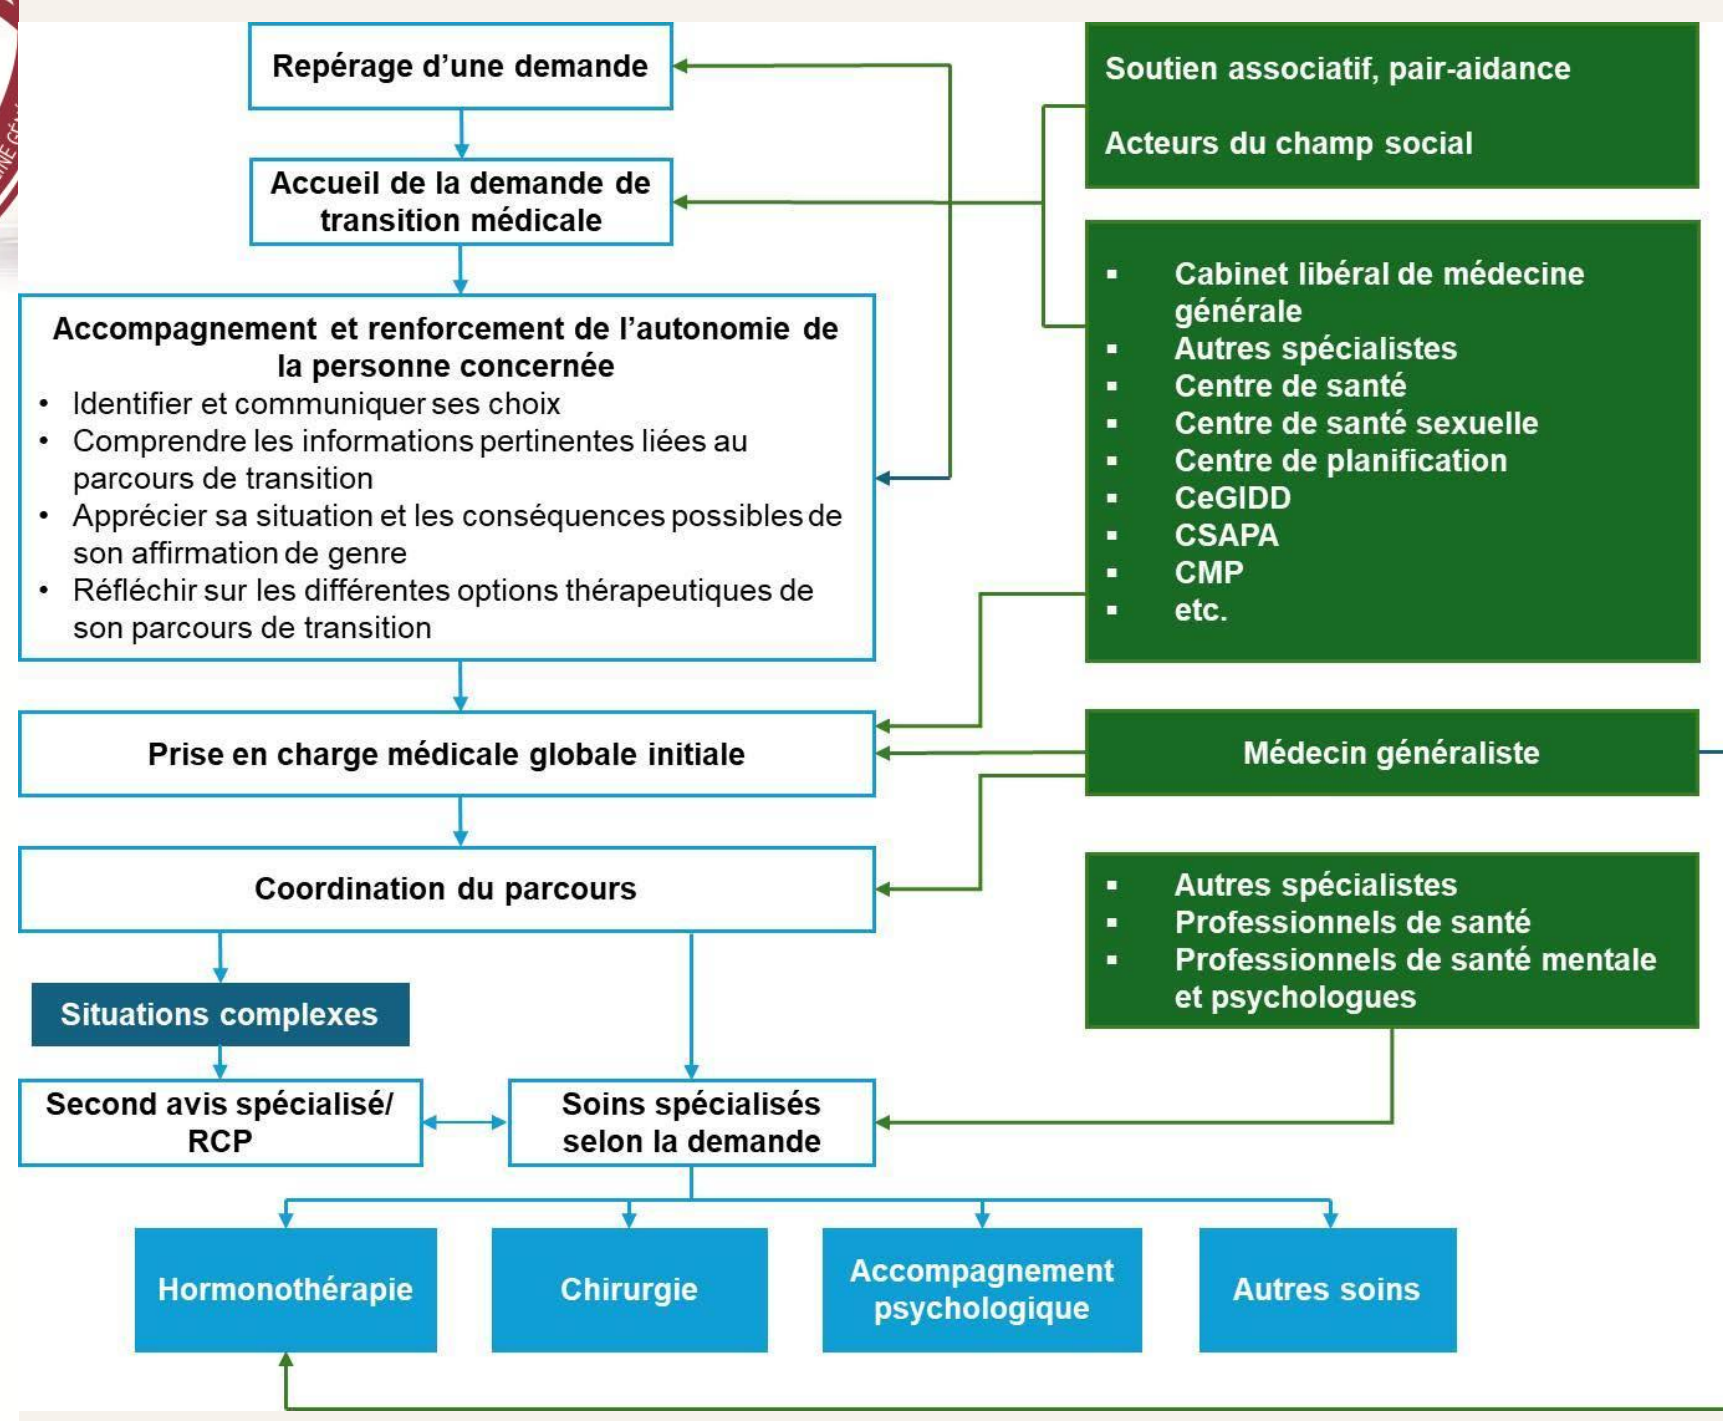 Repérage d'une demande
Accueil de la demande de
transition médicale
Accompagnement et renforcement de l'autonomie de
la personne concernée
• Identifier et communiquer ses choix
• Comprendre les informations pertinentes liées au
parcours de transition
• Apprécier sa situation et les conséquences possibles de
son affirmation de genre
• Réfléchir sur les différentes options thérapeutiques de
son parcours de transition
Prise en charge médicale globale initiale
Coordination du parcours
Situations complexes
Second avis spécialisé/
RCP
Soins spécialisés
selon la demande
Hormonothérapie
Chirurgie
Accompagnement
psychologique
Autres soins
Soutien associatif, pair-aidance
Acteurs du champ social
▪ Cabinet libéral de médecine
générale
▪ Autres spécialistes
▪ Centre de santé
▪ Centre de santé sexuelle
▪ Centre de planification
▪ CeGIDD
▪ CSAPA
▪ CMP
▪ etc.
Médecin généraliste
▪ Autres spécialistes
▪ Professionnels de santé
▪ Professionnels de santé mentale
et psychologues